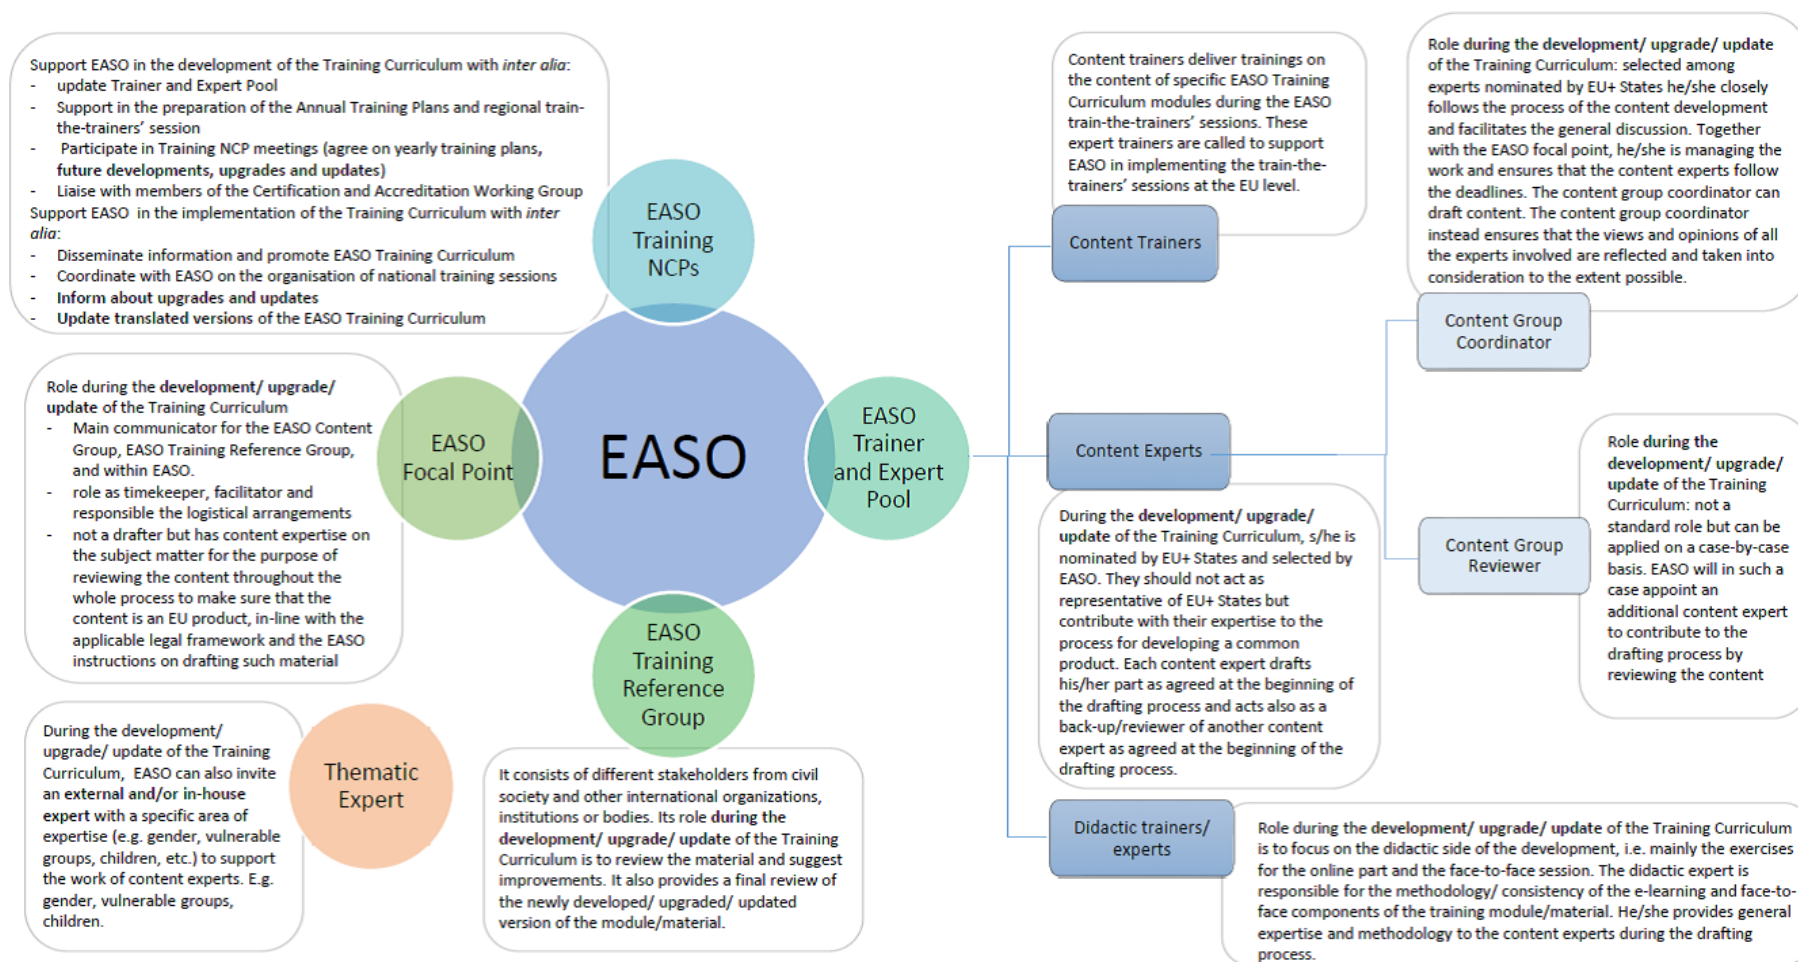 Support EASO in the development of the Training Curriculum with inter alia:
- update Trainer and Expert Pool
- Support in the preparation of the Annual Training Plans and regional train-
the-trainers’ session
- Participate in Training NCP meetings (agree on yearly training plans,
future developments, upgrades and updates)
- Liaise with members of the Certification and Accreditation Working Group
Support EASO in the implementation of the Training Curriculum with inter
alia:
- Disseminate information and promote EASO Training Curriculum
- Coordinate with EASO on the organisation of national training sessions
- Inform about upgrades and updates
- Update translated versions of the EASO Training Curriculum
EASO
Training
NCPs
Role during the development/ upgrade/
update of the Training Curriculum
- Main communicator for the EASO Content
Group, EASO Training Reference Group,
and within EASO.
- role as timekeeper, facilitator and
responsible the logistical arrangements
- not a drafter but has content expertise on
the subject matter for the purpose of
reviewing the content throughout the
whole process to make sure that the
content is an EU product, in-line with the
applicable legal framework and the EASO
instructions on drafting such material
EASO
Focal Point
EASO
EASO
Trainer
and Expert
Pool
EASO
Training
Reference
Group
During the development/
upgrade/ update of the Training
Curriculum, EASO can also invite
an external and/or in-house
expert with a specific area of
expertise (e.g. gender, vulnerable
groups, children, etc.) to support
the work of content experts. E.g.
gender, vulnerable groups,
children.
Thematic
Expert
It consists of different stakeholders from civil
society and other international organizations,
institutions or bodies. Its role during the
development/ upgrade/ update of the Training
Curriculum is to review the material and suggest
improvements. It also provides a final review of
the newly developed/ upgraded/ updated
version of the module/material.
Content trainers deliver trainings on
the content of specific EASO Training
Curriculum modules during the EASO
train-the-trainers’ sessions. These
expert trainers are called to support
EASO in implementing the train-the-
trainers’ sessions at the EU level.
Content Trainers
Role during the development/ upgrade/ update
of the Training Curriculum: selected among
experts nominated by EU+ States he/she closely
follows the process of the content development
and facilitates the general discussion. Together
with the EASO focal point, he/she is managing the
work and ensures that the content experts follow
the deadlines. The content group coordinator can
draft content. The content group coordinator
instead ensures that the views and opinions of all
the experts involved are reflected and taken into
consideration to the extent possible.
Content Group
Coordinator
Content Experts
During the development/ upgrade/
update of the Training Curriculum, s/he is
nominated by EU+ States and selected by
EASO. They should not act as
representative of EU+ States but
contribute with their expertise to the
process for developing a common
product. Each content expert drafts
his/her part as agreed at the beginning of
the drafting process and acts also as a
back-up/reviewer of another content
expert as agreed at the beginning of the
drafting process.
Content Group
Reviewer
Role during the
development/ upgrade/
update of the Training
Curriculum: not a
standard role but can be
applied on a case-by-case
basis. EASO will in such a
case appoint an
additional content expert
to contribute to the
drafting process by
reviewing the content
Didactic trainers/
experts
Role during the development/ upgrade/ update of the Training Curriculum
is to focus on the didactic side of the development, i.e. mainly the exercises
for the online part and the face-to-face session. The didactic expert is
responsible for the methodology/ consistency of the e-learning and face-to-
face components of the training module/material. He/she provides general
expertise and methodology to the content experts during the drafting
process.